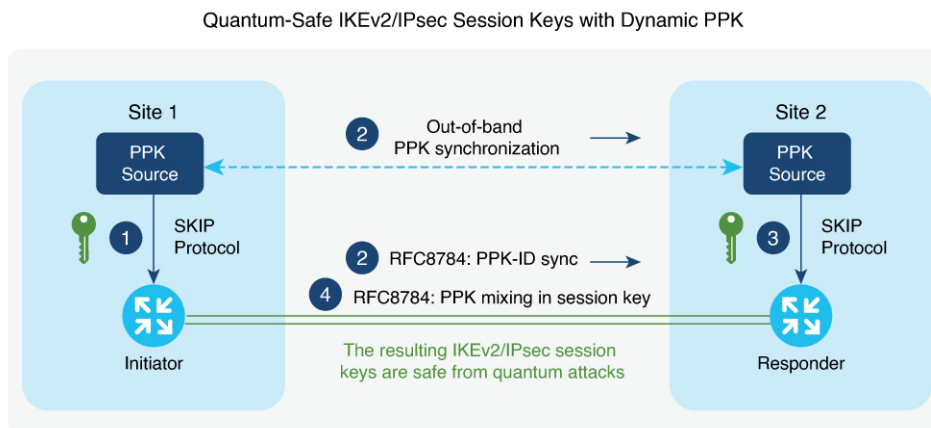 Quantum-Safe IKEv2/IPsec Session Keys with Dynamic PPK
Site 1
PPK
Source
1
SKIP
Protocol
Initiator
2
Out-of-band
PPK synchronization
2
RFC8784: PPK-ID sync
4
RFC8784: PPK mixing in session key
The resulting IKEv2/IPsec session
keys are safe from quantum attacks
Site 2
PPK
Source
3
SKIP
Protocol
Responder